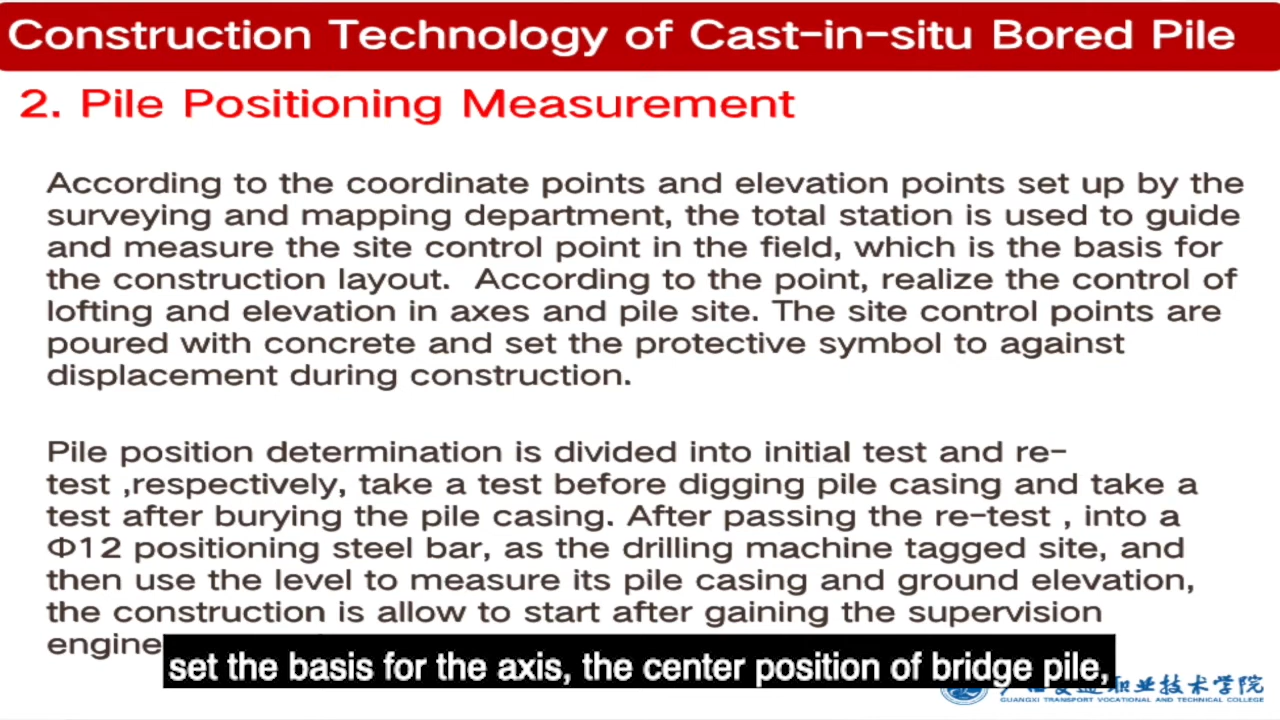 Construction Technology of Cast-in-situ Bored Pile
2. Pile Positioning Measurement
According to the coordinate points and elevation points set up by the
surveying and mapping department, the total station is used to guide
and measure the site control point in the field, which is the basis for
the construction layout.  According to the point, realize the control of
lofting and elevation in axes and pile site. The site control points are
poured with concrete and set the protective symbol to against
displacement during construction.
Pile position determination is divided into initial test and re-
test ,respectively, take a test before digging pile casing and take a
test after burying the pile casing. After passing the re-test , into a
Φ12 positioning steel bar, as the drilling machine tagged site, and
then use the level to measure its pile casing and ground elevation,
the construction is allow to start after gaining the supervision
set the basis for the axis, the center position of bridge pile,
职业技术学院
GUANGXI TRANSPORT VOCATIONAL AND TECHNICAL COLLEGE